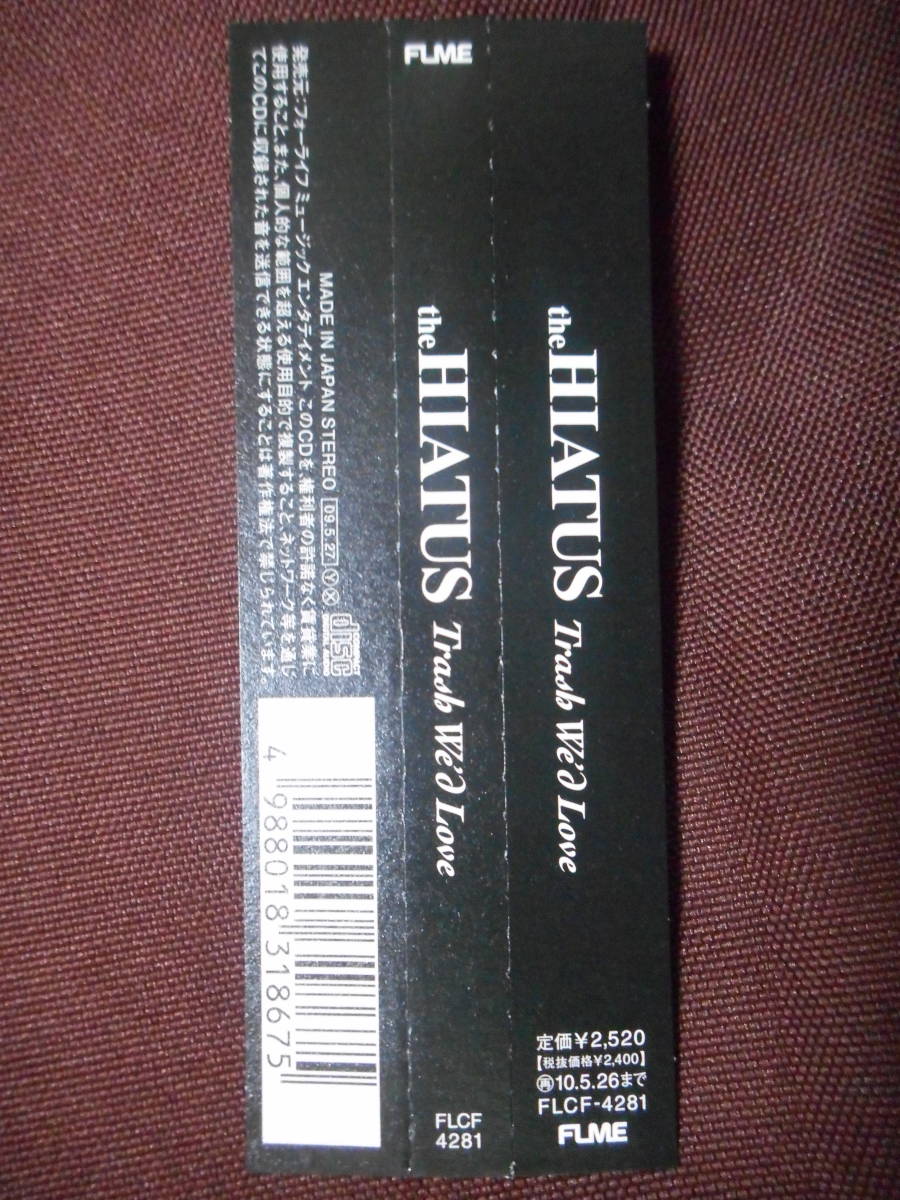 発売元:フォーライフ ミュージック エンタテイメント このCDを、権利者の許諾なく賃貸業に
使用すること、また、個人的な範囲を超える使用目的で複製すること、ネットワーク等を通じ
てこのCDに収録された音を送信できる状態にすることは著作権法で禁じられています。
MADE IN JAPAN STEREO 09.5.27 Ⓨ Ⓧ
COMPACT
disc
DIGITAL AUDIO
4 988018 318675
FLME
the HIATUS Trash We'd Love
FLCF
4281
the HIATUS Trash We'd Love
定価¥2,520
【税抜価格¥2,400】
㊢10.5.26まで
FLCF-4281
FLME